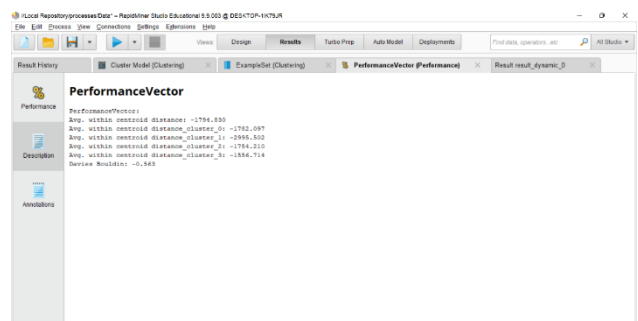 //Local Repository/processes/Data* – RapidMiner Studio Educational 9.9.003 @ DESKTOP-1IK79JR
File Edit Process View Connections Settings Extensions Help
Views: Design Results Turbo Prep Auto Model Deployments Find data, operators...etc All Studio
Result History Cluster Model (Clustering) ExampleSet (Clustering) PerformanceVector (Performance) Result result_dynamic_0
PerformanceVector
Performance
PerformanceVector:
Avg. within centroid distance: -1794.830
Avg. within centroid distance_cluster_0: -1782.097
Avg. within centroid distance_cluster_1: -2995.502
Avg. within centroid distance_cluster_2: -1754.210
Avg. within centroid distance_cluster_3: -1556.714
Davies Bouldin: -0.563
Description
Annotations